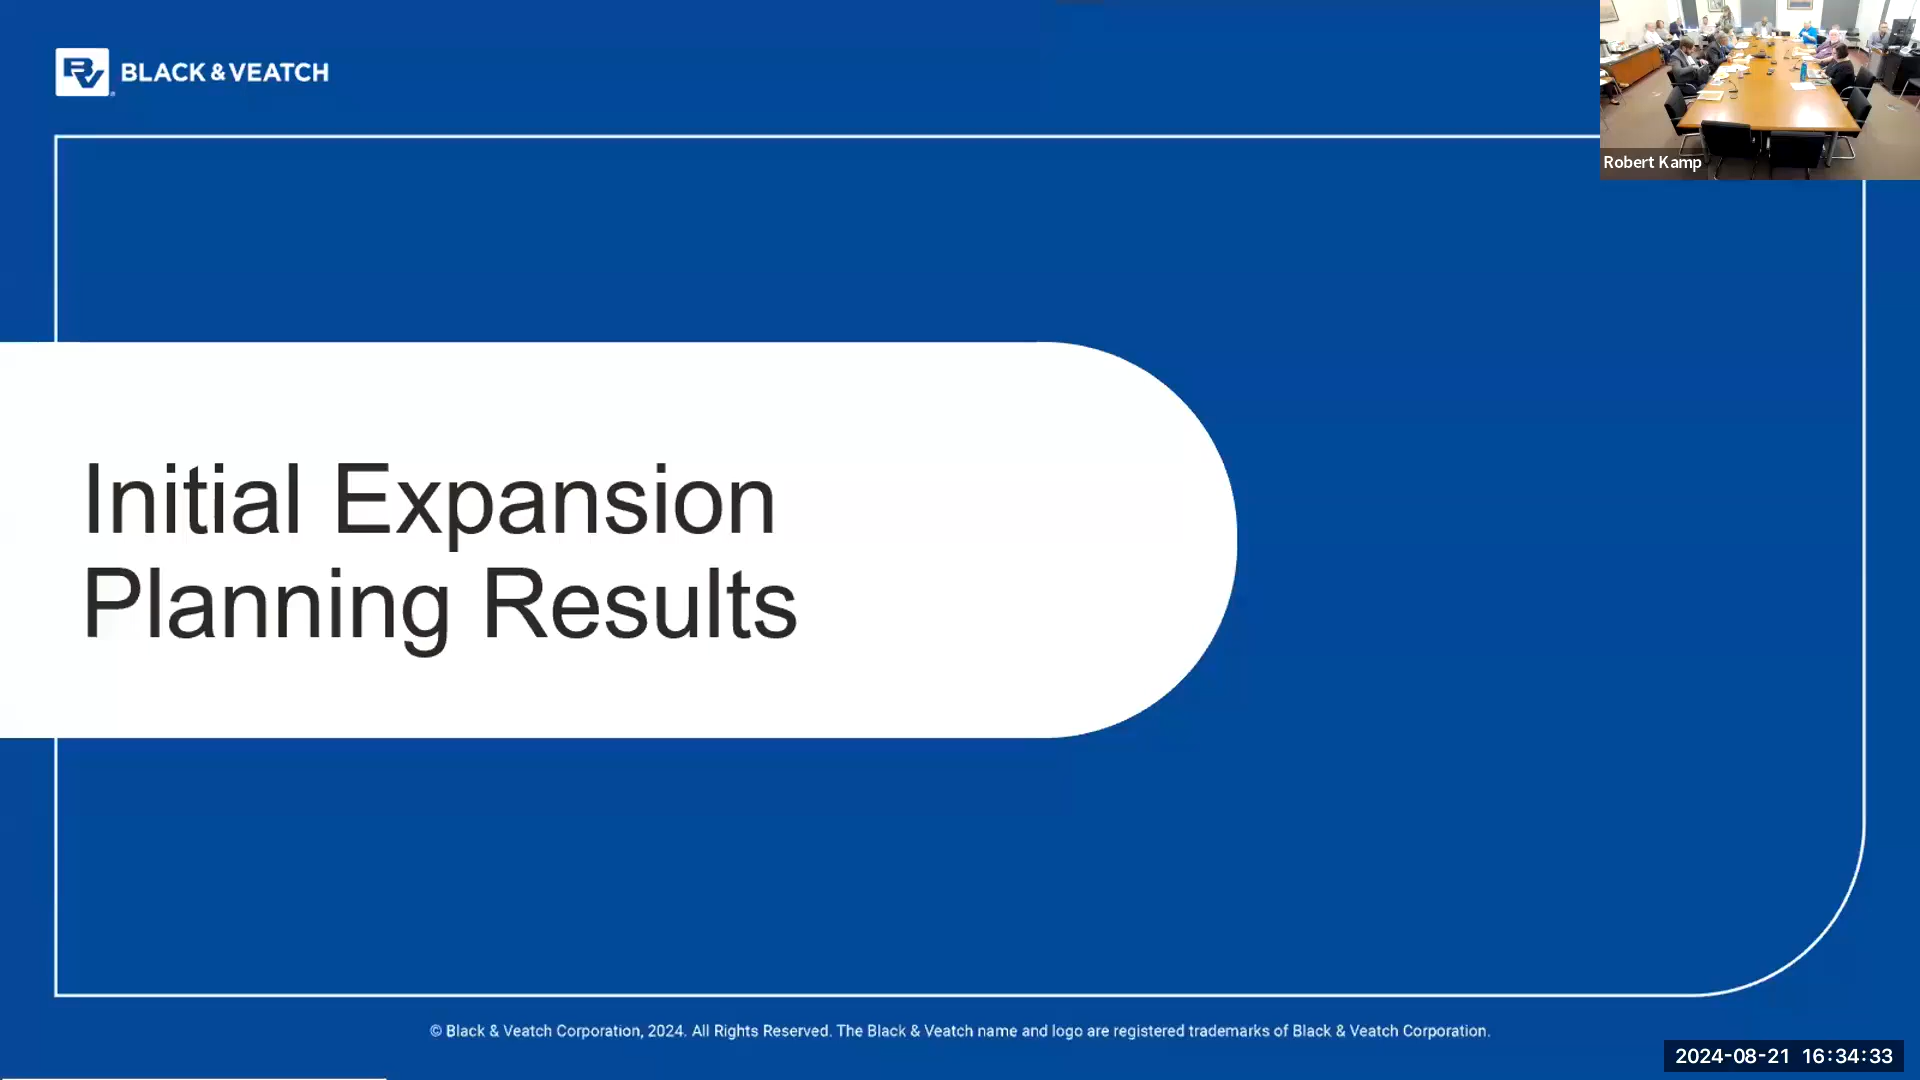 BLACK & VEATCH
Robert Kamp
Initial Expansion
Planning Results
© Black & Veatch Corporation, 2024. All Rights Reserved. The Black & Veatch name and logo are registered trademarks of Black & Veatch Corporation.
2024-08-21 16:34:33